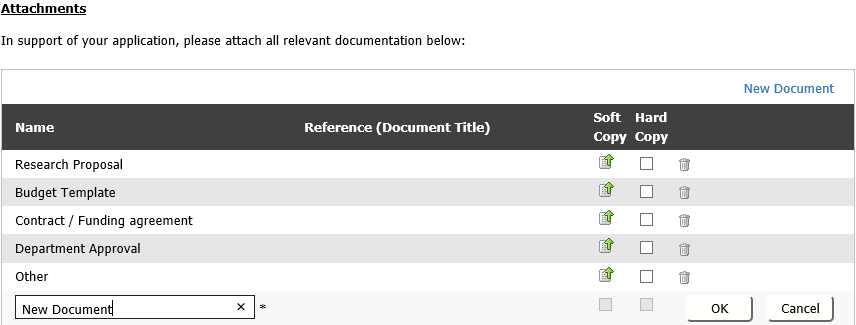 Attachments
In support of your application, please attach all relevant documentation below:
New Document
Name Reference (Document Title) Soft Copy Hard Copy
Research Proposal
Budget Template
Contract / Funding agreement
Department Approval
Other
New Document × * OK Cancel